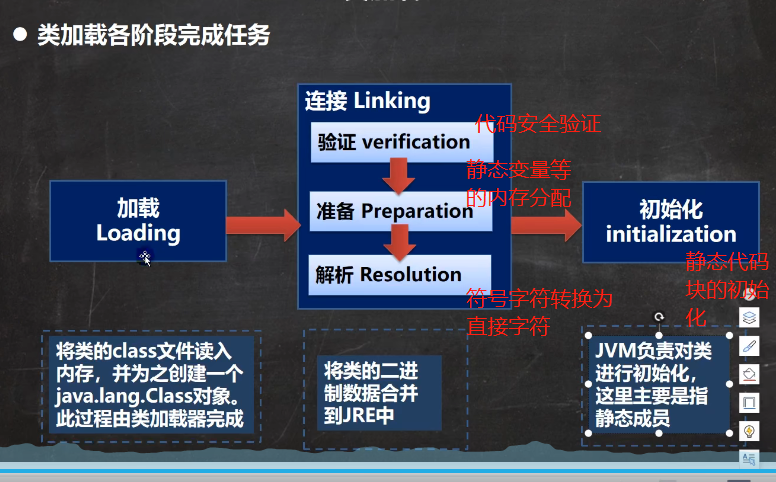 类加载各阶段完成任务
连接 Linking
代码安全验证
验证 verification
静态变量等
的内存分配
加载
Loading
准备 Preparation
初始化
initialization
解析 Resolution
静态代码
块的初始
化
符号字符转换为
直接字符
将类的class文件读入
内存，并为之创建一个
java.lang.Class对象。
此过程由类加载器完成
将类的二进
制数据合并
到JRE中
JVM负责对类
进行初始化，
这里主要是指
静态成员